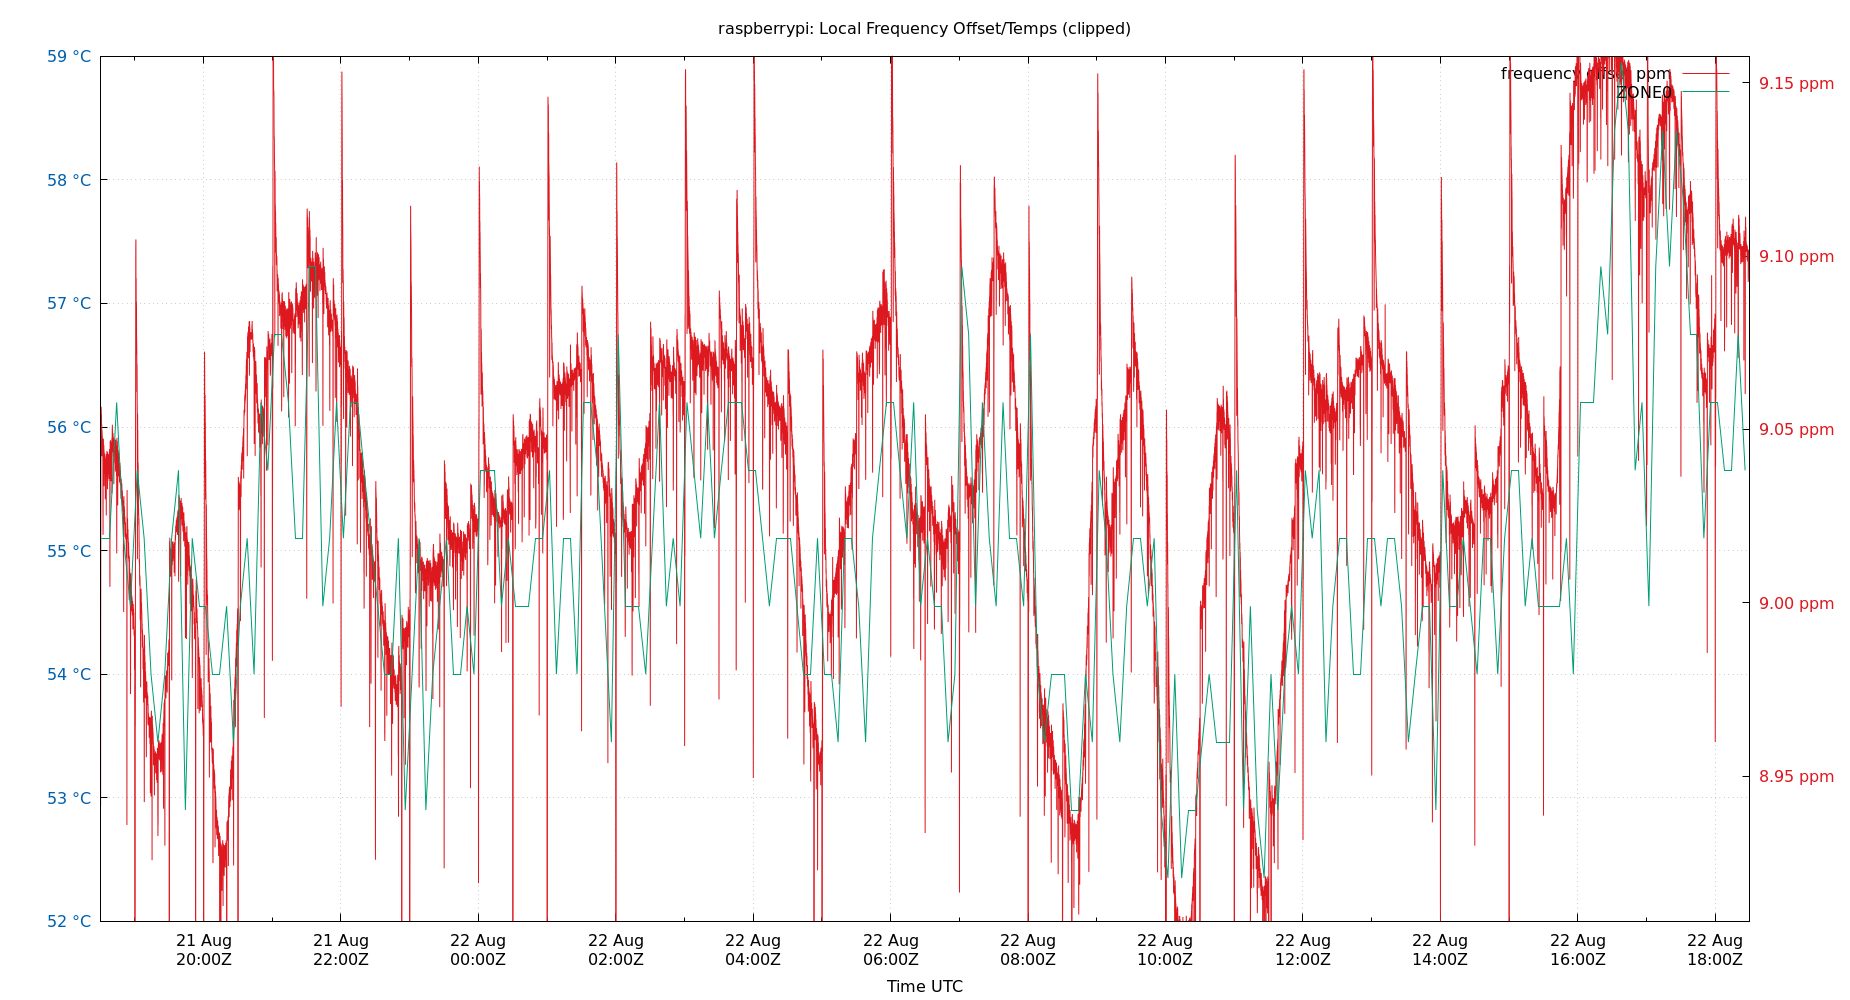 raspberrypi: Local Frequency Offset/Temps (clipped)
59 °C
58 °C
57 °C
56 °C
55 °C
54 °C
53 °C
52 °C
frequency offset ppm
ZONE0
9.15 ppm
9.10 ppm
9.05 ppm
9.00 ppm
8.95 ppm
21 Aug
20:00Z
21 Aug
22:00Z
22 Aug
00:00Z
22 Aug
02:00Z
22 Aug
04:00Z
22 Aug
06:00Z
22 Aug
08:00Z
22 Aug
10:00Z
22 Aug
12:00Z
22 Aug
14:00Z
22 Aug
16:00Z
22 Aug
18:00Z
Time UTC